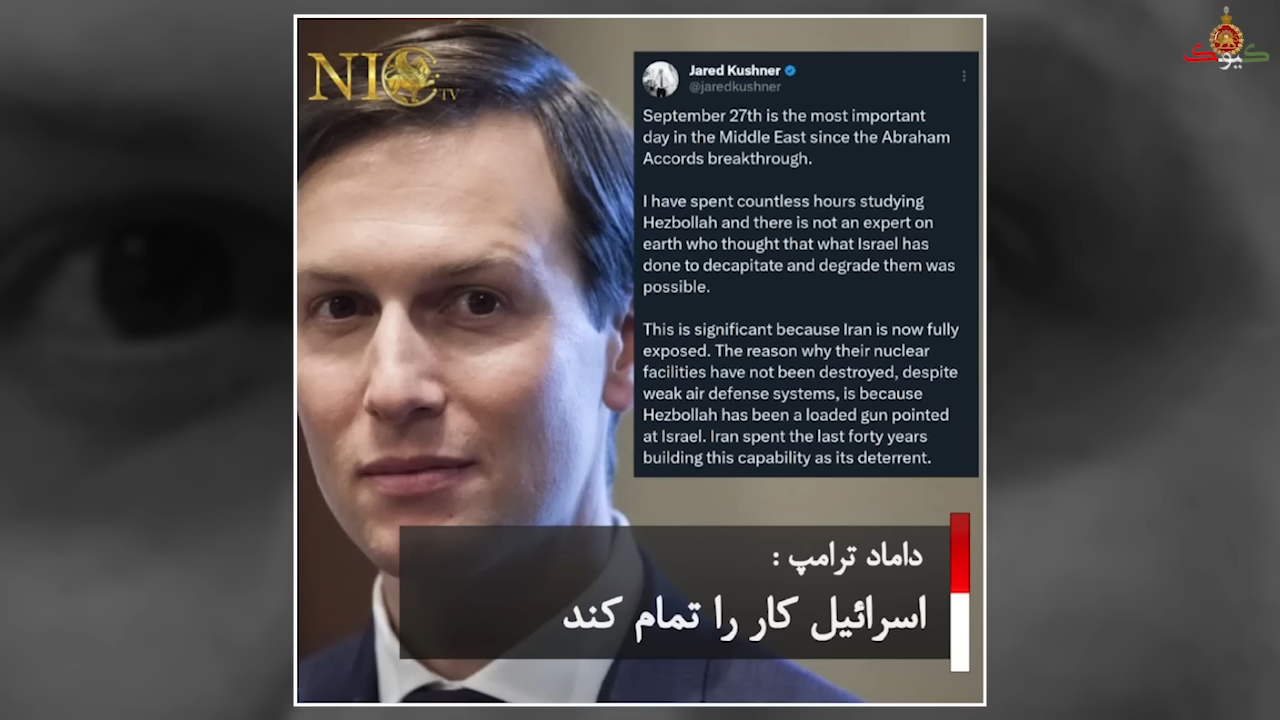 NIC TV
کیوک
Jared Kushner
@jaredkushner
September 27th is the most important
day in the Middle East since the Abraham
Accords breakthrough.
I have spent countless hours studying
Hezbollah and there is not an expert on
earth who thought that what Israel has
done to decapitate and degrade them was
possible.
This is significant because Iran is now fully
exposed. The reason why their nuclear
facilities have not been destroyed, despite
weak air defense systems, is because
Hezbollah has been a loaded gun pointed
at Israel. Iran spent the last forty years
building this capability as its deterrent.
داماد ترامپ :
اسرائیل کار را تمام کند